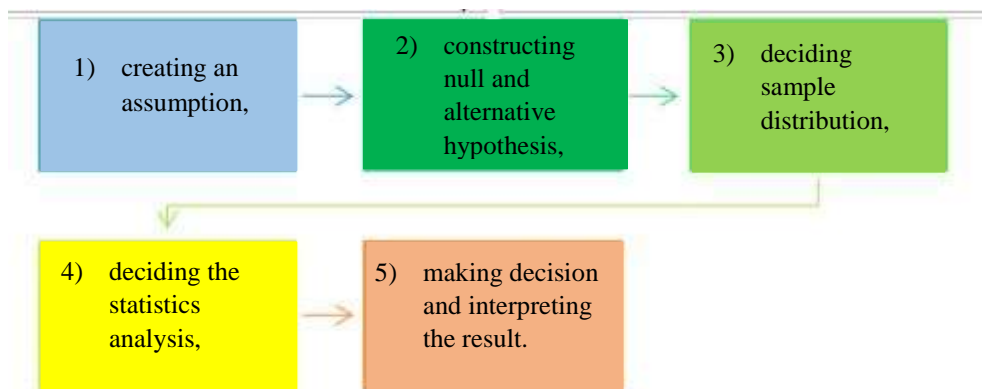 1) creating an
assumption,
2) constructing
null and
alternative
hypothesis,
3) deciding
sample
distribution,
4) deciding the
statistics
analysis,
5) making decision
and interpreting
the result.